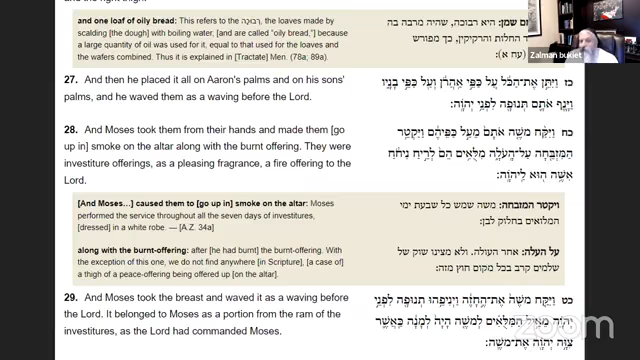 and the right thigh.
and one loaf of oily bread: This refers to the רבוכה, the loaves made by
scalding [the dough] with boiling water, [and are called "oily bread,"] because
a large quantity of oil was used for it, equal to that used for the loaves and
the wafers combined. Thus it is explained in [Tractate] Men. (78a; 89a).
שמן: היא רבוכה, שהיה מרבה בה
החלות והרקיקין, כך מפורש
27. And then he placed it all on Aaron's palms and on his sons'
palms, and he waved them as a waving before the Lord.
כז וַיִּתֵּ֣ן אֶת־הַכֹּ֔ל עַ֚ל כַּפֵּ֣י אַהֲרֹ֔ן וְעַ֖ל כַּפֵּ֣י בָנָ֑יו
וַיָּ֧נֶף אֹתָ֛ם תְּנוּפָ֖ה לִפְנֵ֥י יְהֹוָֽה:
28. And Moses took them from their hands and made them [go
up in] smoke on the altar along with the burnt offering. They were
investiture offerings, as a pleasing fragrance, a fire offering to the
Lord.
כח וַיִּקַּ֨ח משֶׁ֤ה אֹתָם֙ מֵעַ֣ל כַּפֵּיהֶ֔ם וַיַּקְטֵ֥ר
הַמִּזְבֵּ֖חָה עַל־הָֽעֹלָ֑ה מִלֻּאִ֥ים הֵם֙ לְרֵ֣יחַ נִיחֹ֔חַ
אִשֶּׁ֥ה ה֖וּא לַֽיהֹוָֽה:
[And Moses…] caused them to [go up in] smoke on the altar: Moses
performed the service throughout all the seven days of investitures,
[dressed] in a white robe. — [A.Z. 34a]
ויקטר המזבחה: משה שמש כל שבעת ימי
המלואים בחלוק לבן:
along with the burnt-offering: after [he had burnt] the burnt-offering. With
the exception of this one, we do not find anywhere [in Scripture], [a case of]
a thigh of a peace-offering being offered up [on the altar].
על העלה: אחר העולה. ולא מצינו שוק של
שלמים קרב בכל מקום חוץ מזה:
29. And Moses took the breast and waved it as a waving before
the Lord. It belonged to Moses as a portion from the ram of the
investitures, as the Lord had commanded Moses.
כט וַיִּקַּ֤ח משֶׁה֙ אֶת־הֶ֣חָזֶ֔ה וַיְנִיפֵ֥הוּ תְנוּפָ֖ה לִפְנֵ֣י
יְהֹוָ֑ה מֵאֵ֣יל הַמִּלֻּאִ֗ים לְמשֶׁ֤ה הָיָה֙ לְמָנָ֔ה כַּֽאֲשֶׁ֛ר
צִוָּ֥ה יְהֹוָ֖ה אֶת־משֶֽׁה:
Zalman bukiet
zoom